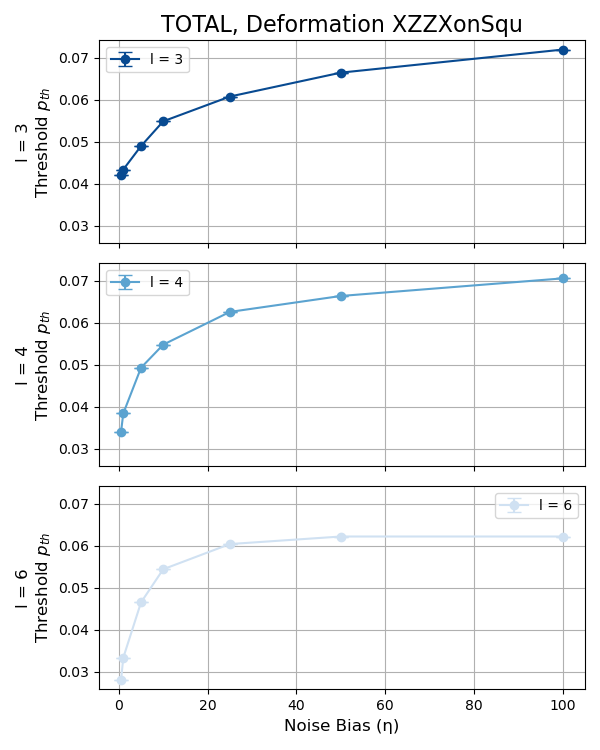 TOTAL, Deformation XZZXonSqu
l = 3
Threshold p_th
0.07
0.06
0.05
0.04
0.03
l = 3
l = 4
Threshold p_th
0.07
0.06
0.05
0.04
0.03
l = 4
l = 6
Threshold p_th
0.07
0.06
0.05
0.04
0.03
l = 6
0 20 40 60 80 100
Noise Bias (η)